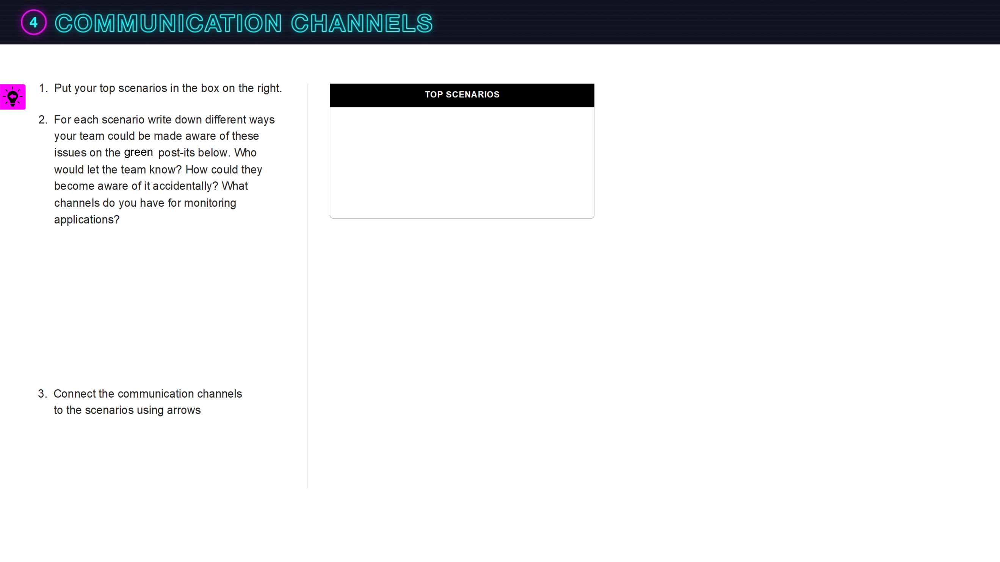 4 COMMUNICATION CHANNELS
1. Put your top scenarios in the box on the right.
2. For each scenario write down different ways
your team could be made aware of these
issues on the green post-its below. Who
would let the team know? How could they
become aware of it accidentally? What
channels do you have for monitoring
applications?
3. Connect the communication channels
to the scenarios using arrows
TOP SCENARIOS